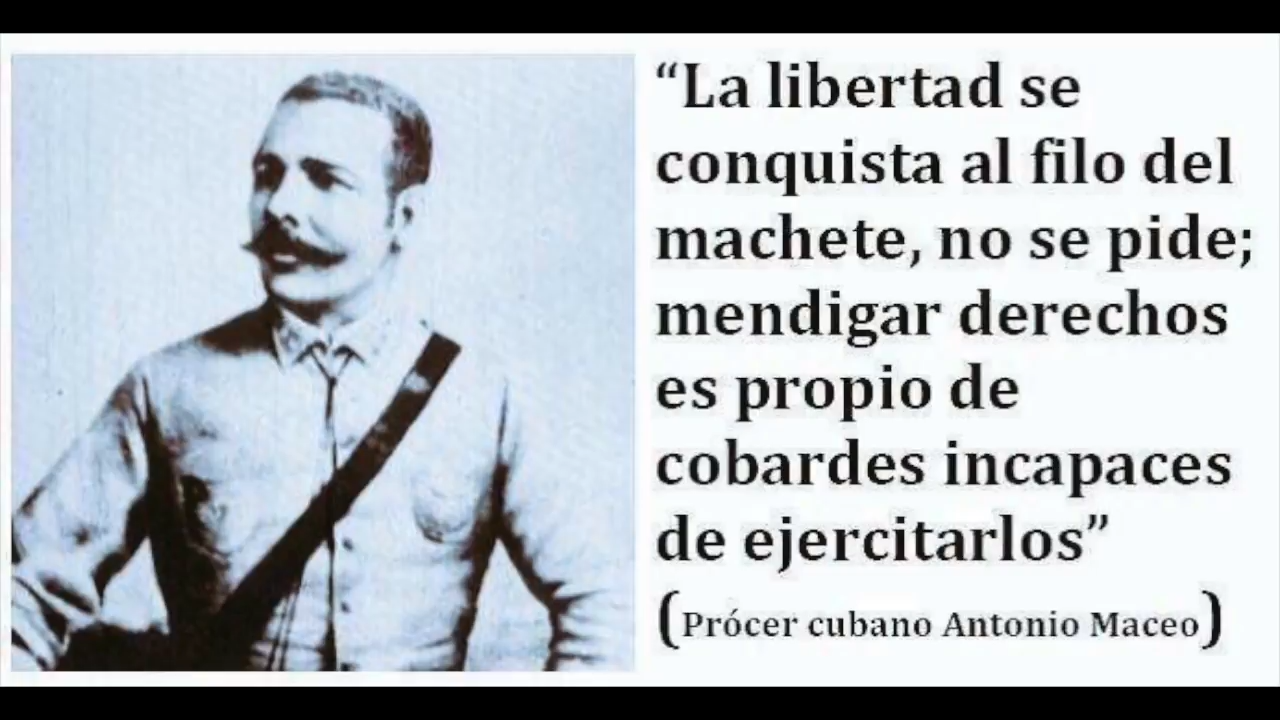 “La libertad se
conquista al filo del
machete, no se pide;
mendigar derechos
es propio de
cobardes incapaces
de ejercitarlos”
(Prócer cubano Antonio Maceo)